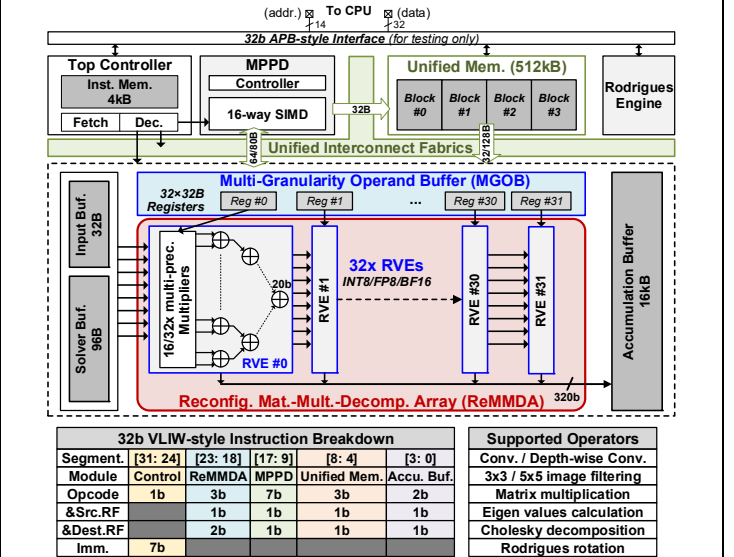 To CPU
(addr.) (data)
14 32
32b APB-style Interface (for testing only)
Top Controller
Inst. Mem.
4kB
Fetch Dec.
MPPD
Controller
16-way SIMD
32B
Unified Mem. (512kB)
Block #0
Block #1
Block #2
Block #3
Rodrigues Engine
Unified Interconnect Fabrics
64/80B
32/128B
Multi-Granularity Operand Buffer (MGOB)
32×32B
Registers
Reg #0 Reg #1 ... Reg #30 Reg #31
Input Buf.
32B
Solver Buf.
96B
16/32x multi-prec.
Multipliers
20b
RVE #0
RVE #1
32x RVEs
INT8/FP8/BF16
RVE #30
RVE #31
Accumulation Buffer
16kB
320b
Reconfig. Mat.-Mult.-Decomp. Array (ReMMDA)
32b VLIW-style Instruction Breakdown
Segment. [31: 24] [23: 18] [17: 9] [8: 4] [3: 0]
Module Control ReMMDA MPPD Unified Mem. Accu. Buf.
Opcode 1b 3b 7b 3b 2b
&Src.RF 1b 1b 1b 1b
&Dest.RF 2b 1b 1b 1b
Imm. 7b
Supported Operators
Conv. / Depth-wise Conv.
3x3 / 5x5 image filtering
Matrix multiplication
Eigen values calculation
Cholesky decomposition
Rodrigues rotation